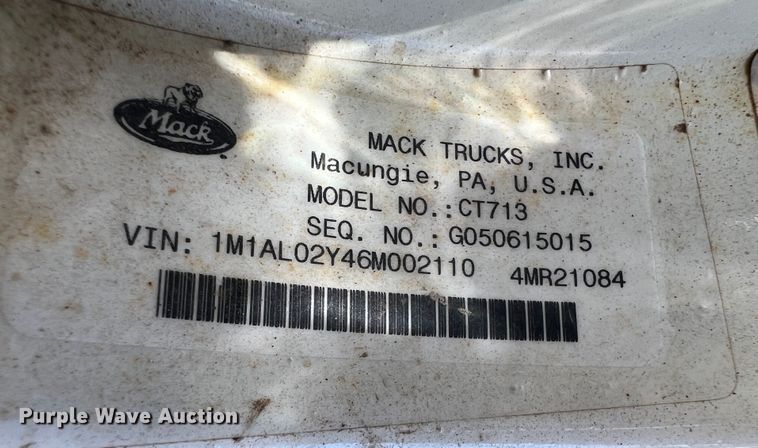 Mack
MACK TRUCKS, INC.
Macungie, PA, U.S.A.
MODEL NO.:CT713
SEQ. NO.: G050615015
VIN: 1M1AL02Y46M002110 4MR21084
Purple Wave Auction